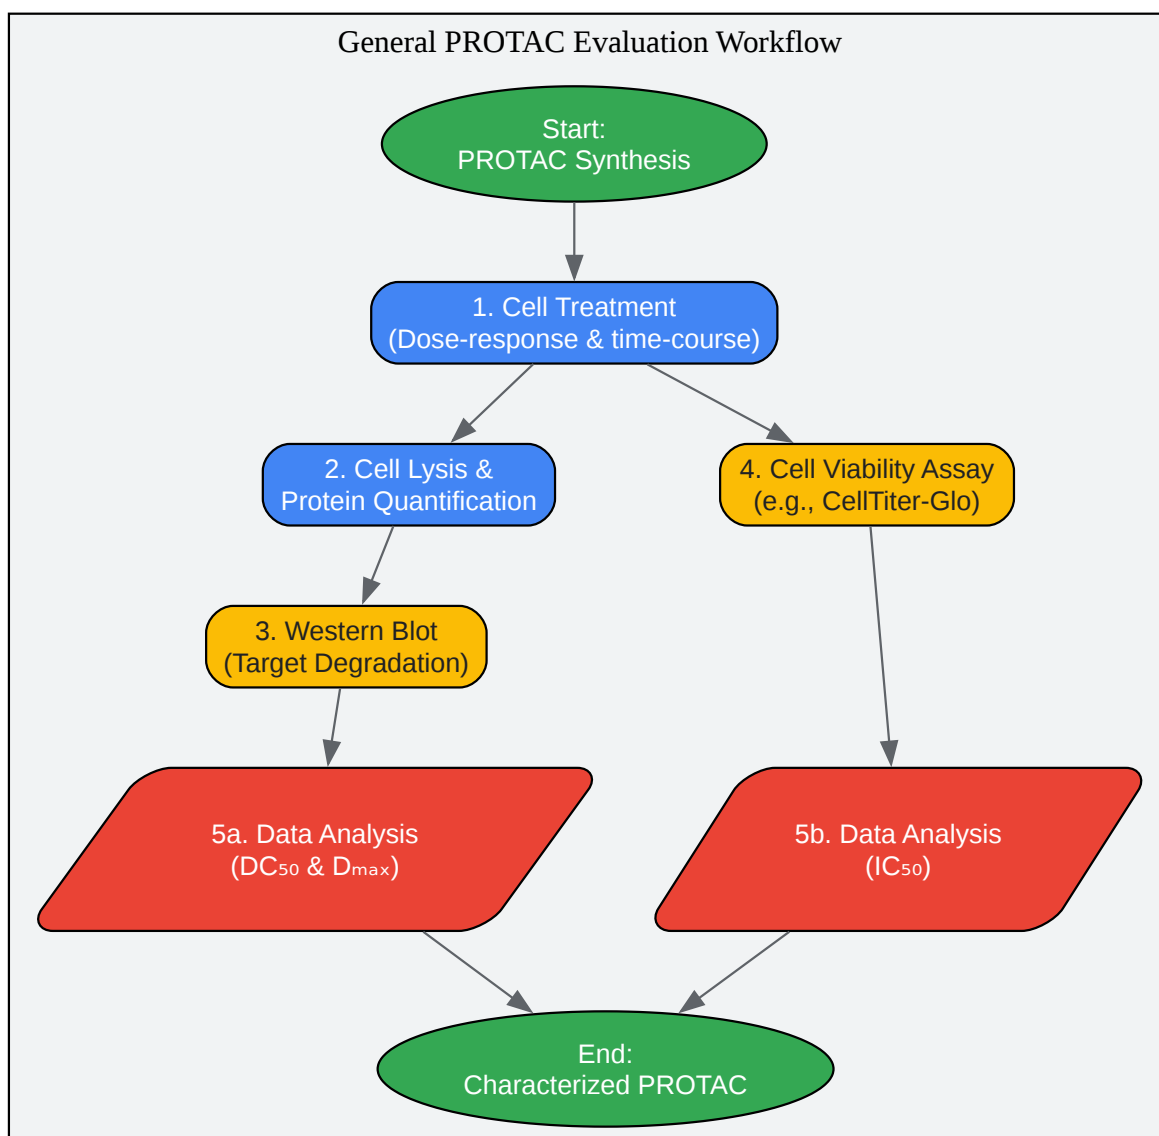 General PROTAC Evaluation Workflow
Start:
PROTAC Synthesis
1. Cell Treatment
(Dose-response & time-course)
2. Cell Lysis &
Protein Quantification
4. Cell Viability Assay
(e.g., CellTiter-Glo)
3. Western Blot
(Target Degradation)
5a. Data Analysis
(DC₅₀ & Dₘₐₓ)
5b. Data Analysis
(IC₅₀)
End:
Characterized PROTAC